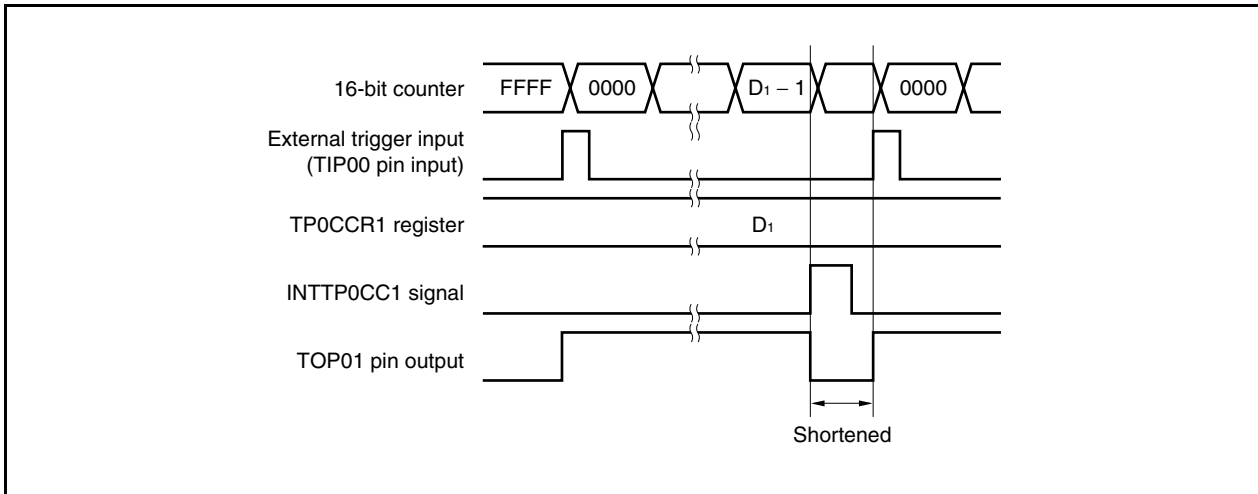 16-bit counter FFFF 0000 D1 − 1 0000
External trigger input
(TIP00 pin input)
TP0CCR1 register D1
INTTP0CC1 signal
TOP01 pin output
Shortened